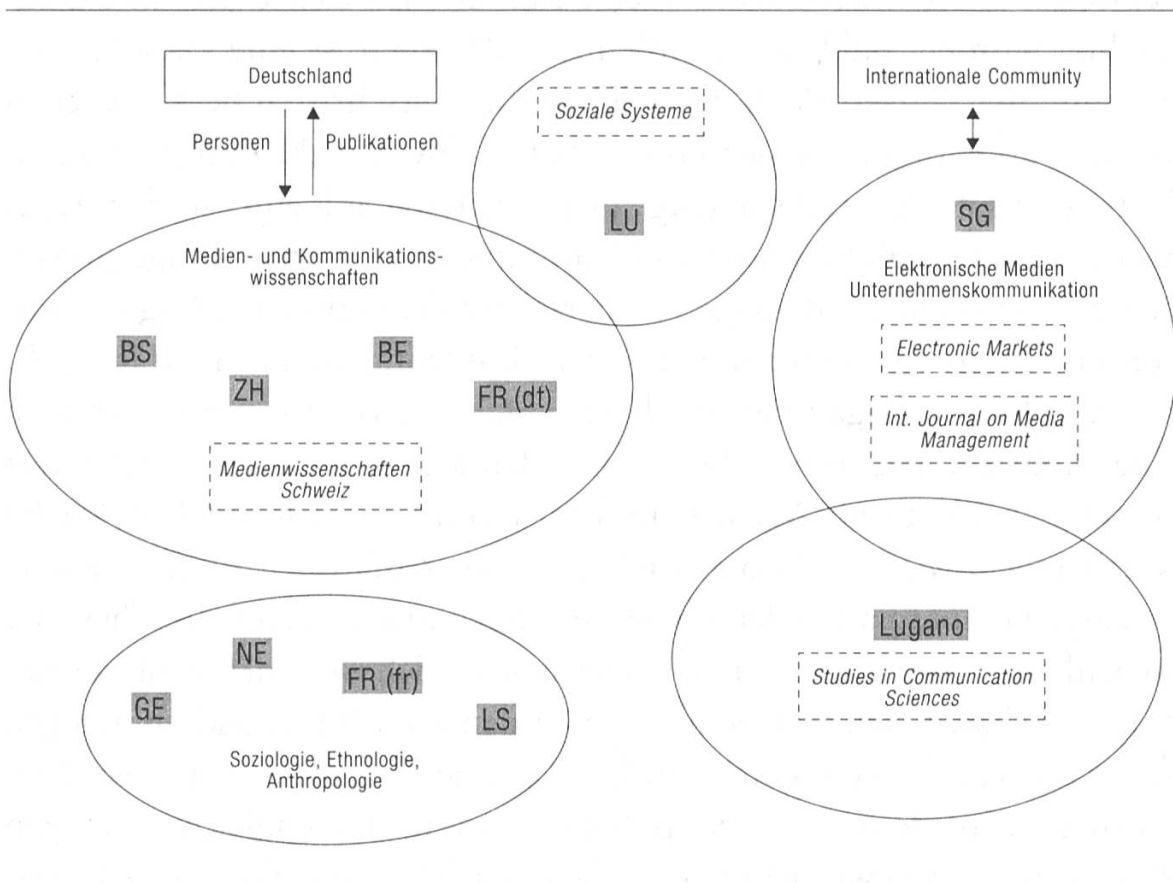 Deutschland
Personen
Publikationen
Medien- und Kommunikations-
wissenschaften
BS
ZH
BE
FR (dt)
Medienwissenschaften
Schweiz
Soziale Systeme
LU
Internationale Community
SG
Elektronische Medien
Unternehmenskommunikation
Electronic Markets
Int. Journal on Media
Management
Lugano
Studies in Communication
Sciences
NE
FR (fr)
GE
LS
Soziologie, Ethnologie,
Anthropologie